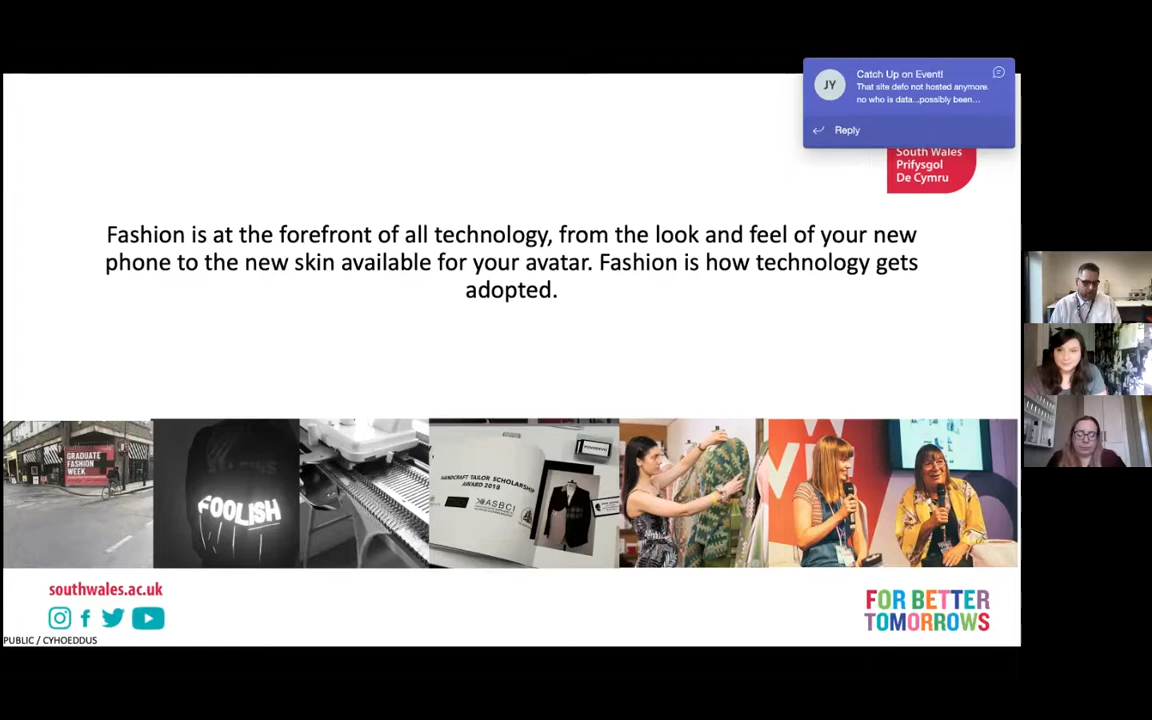 JY
Catch Up on Event!
That site defo not hosted anymore.
no who is data...possibly been...
Reply
South Wales
Prifysgol
De Cymru
Fashion is at the forefront of all technology, from the look and feel of your new
phone to the new skin available for your avatar. Fashion is how technology gets
adopted.
GRADUATE
FASHION
WEEK
FOOLISH
HANDCRAFT TAILOR SCHOLARSHIP
AWARD 2018
ASBCI
southwales.ac.uk
FOR BETTER
TOMORROWS
PUBLIC / CYHOEDDUS